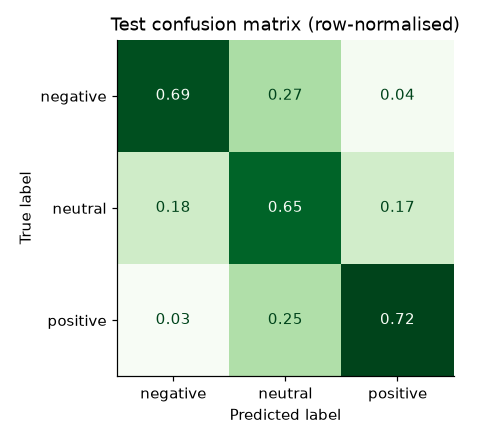 Test confusion matrix (row-normalised)
negative 0.69 0.27 0.04
neutral 0.18 0.65 0.17
positive 0.03 0.25 0.72
True label
negative neutral positive
Predicted label